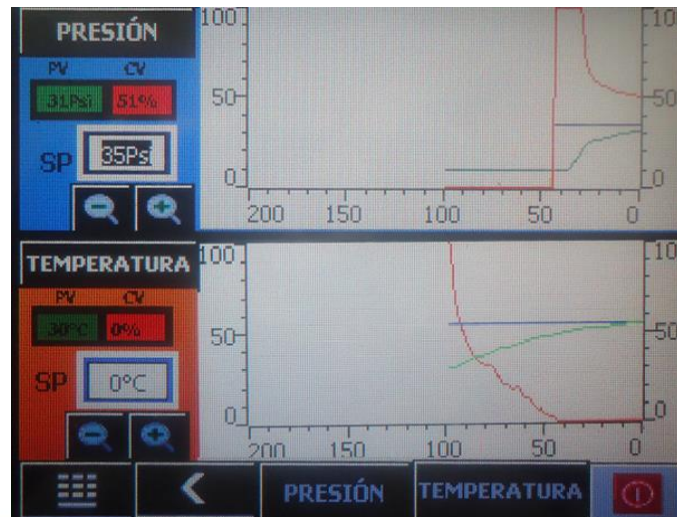 PRESIÓN
PV CV
31Psi 51%
SP 35Psi
100 10
50 50
0 0
200 150 100 50 0
TEMPERATURA
PV CV
30°C 0%
SP 0°C
100 10
50 50
0 0
200 150 100 50 0
PRESIÓN TEMPERATURA